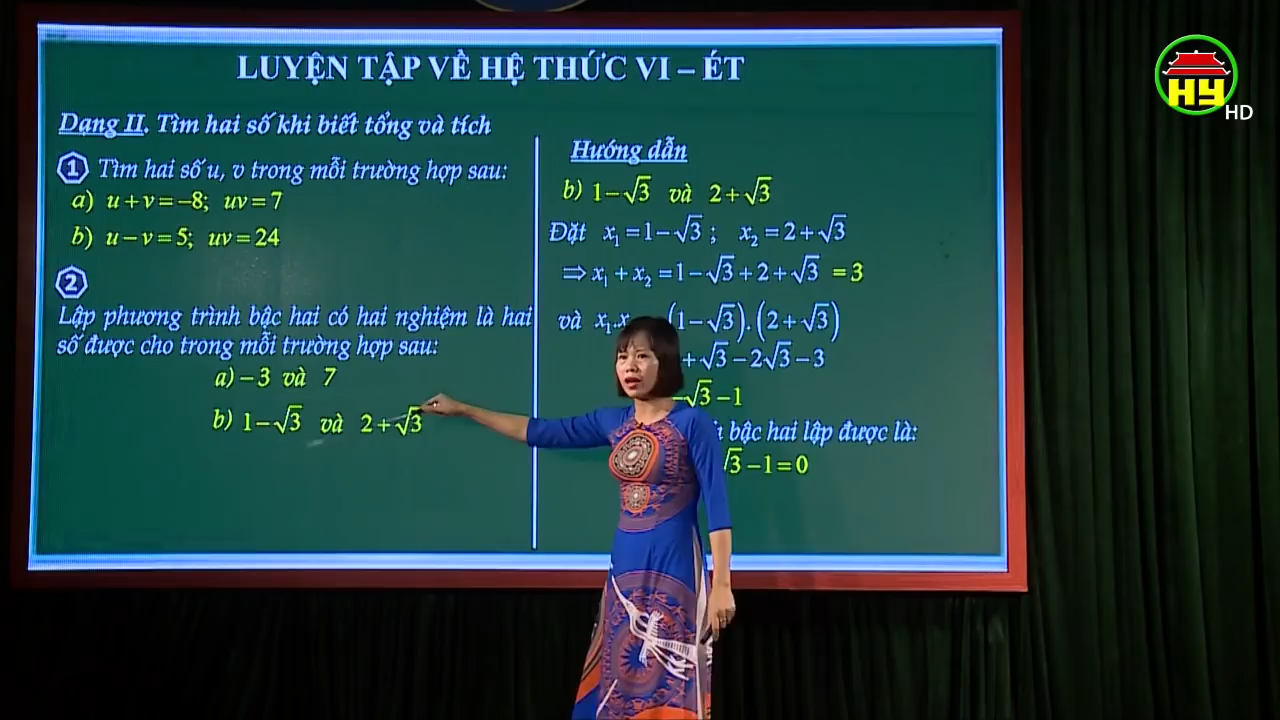 LUYỆN TẬP VỀ HỆ THỨC VI – ÉT
Dạng II. Tìm hai số khi biết tổng và tích
1 Tìm hai số u, v trong mỗi trường hợp sau:
a) u + v = –8; uv = 7
b) u – v = 5; uv = 24
2
Lập phương trình bậc hai có hai nghiệm là hai
số được cho trong mỗi trường hợp sau:
a) – 3 và 7
b) 1–√3 và 2+√3
Hướng dẫn
b) 1–√3 và 2+√3
Đặt x₁ = 1–√3 ; x₂ = 2+√3
⇒ x₁ + x₂ = 1–√3+2+√3 = 3
và x₁.x (1–√3).(2+√3)
+√3–2√3–3
–√3–1
bậc hai lập được là:
√3–1=0
HY
HD